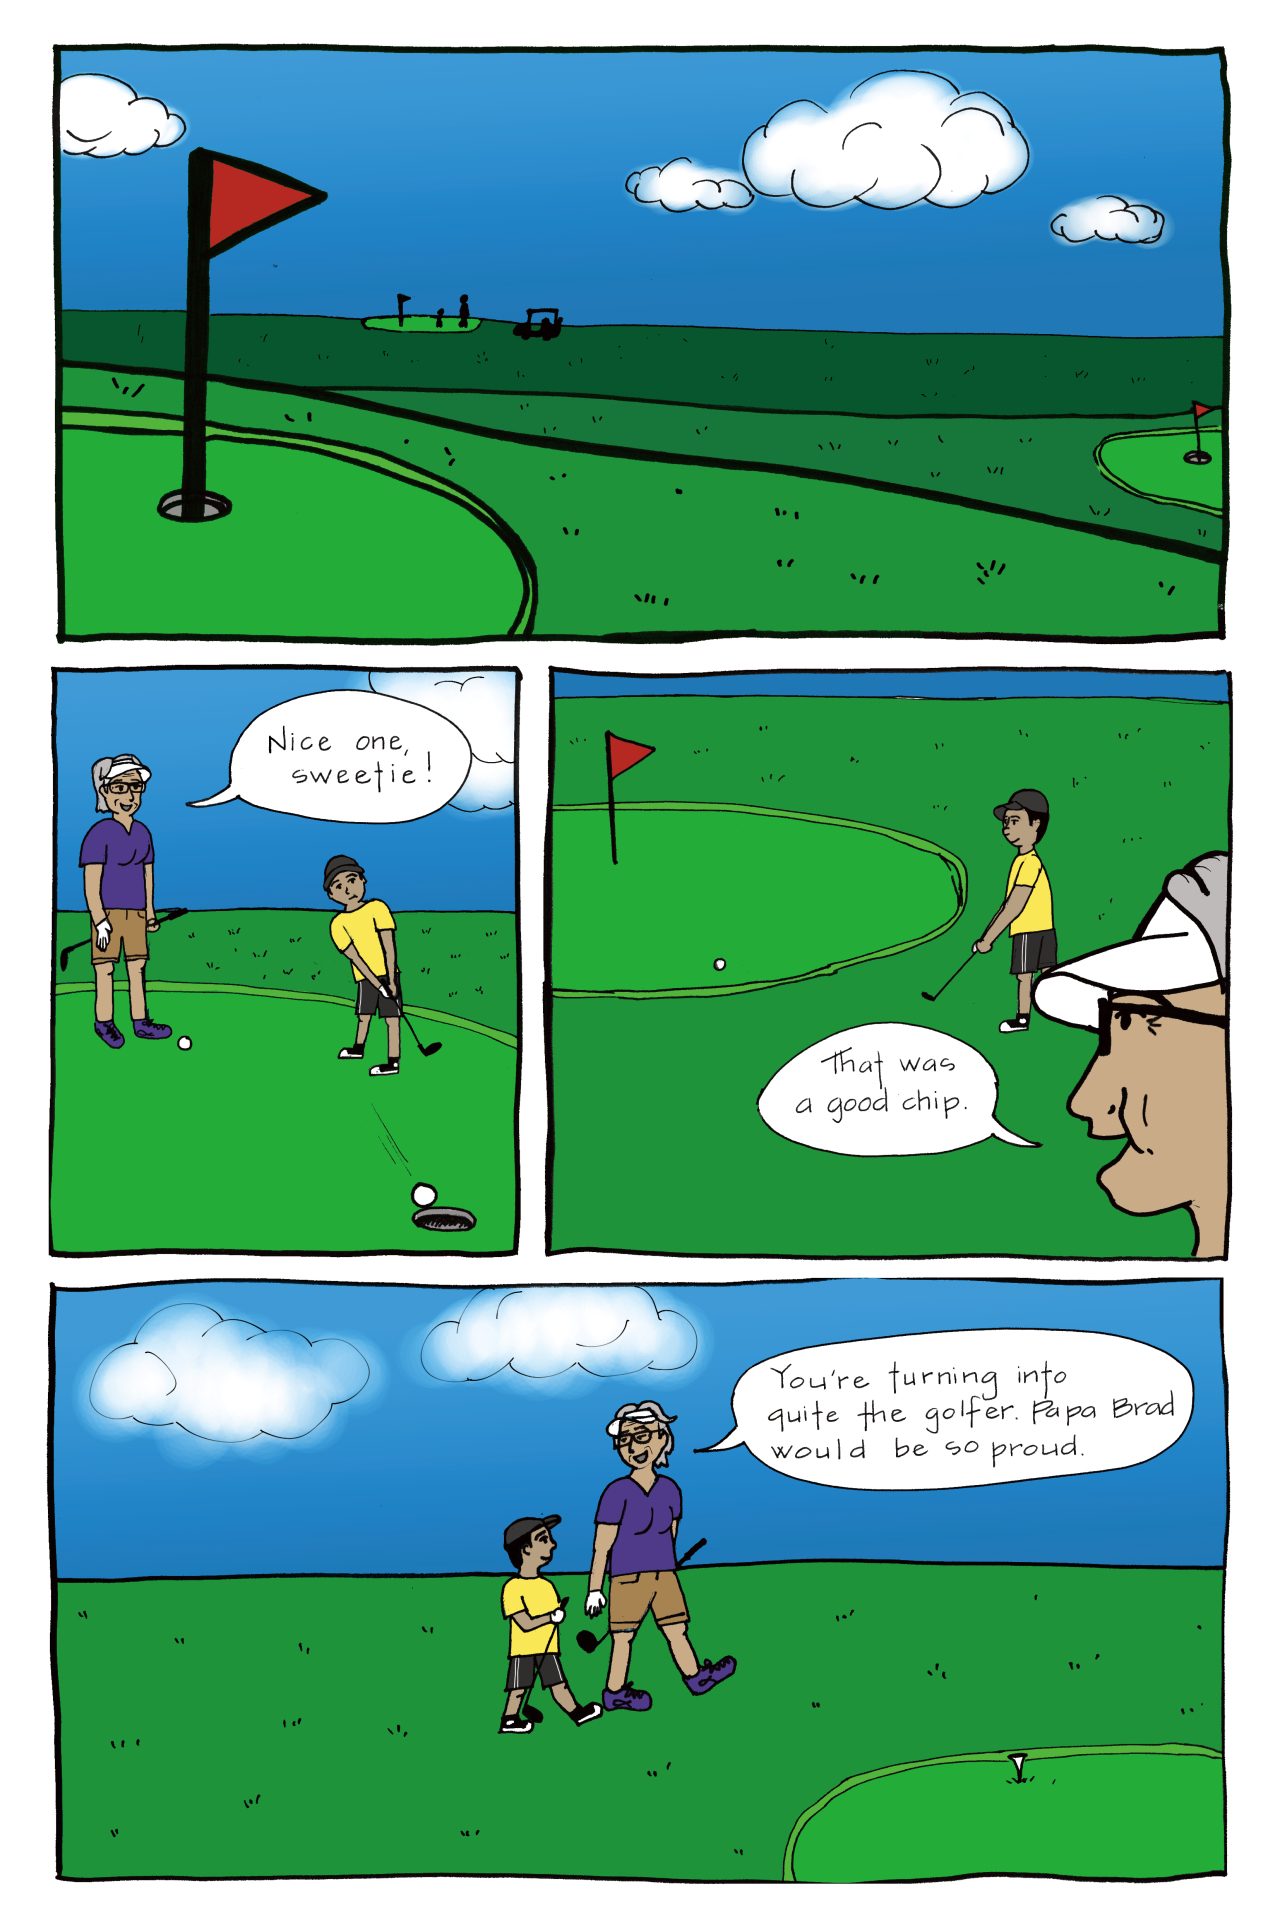 Nice one,
sweetie!
That was
a good chip.
You're turning into
quite the golfer. Papa Brad
would be so proud.